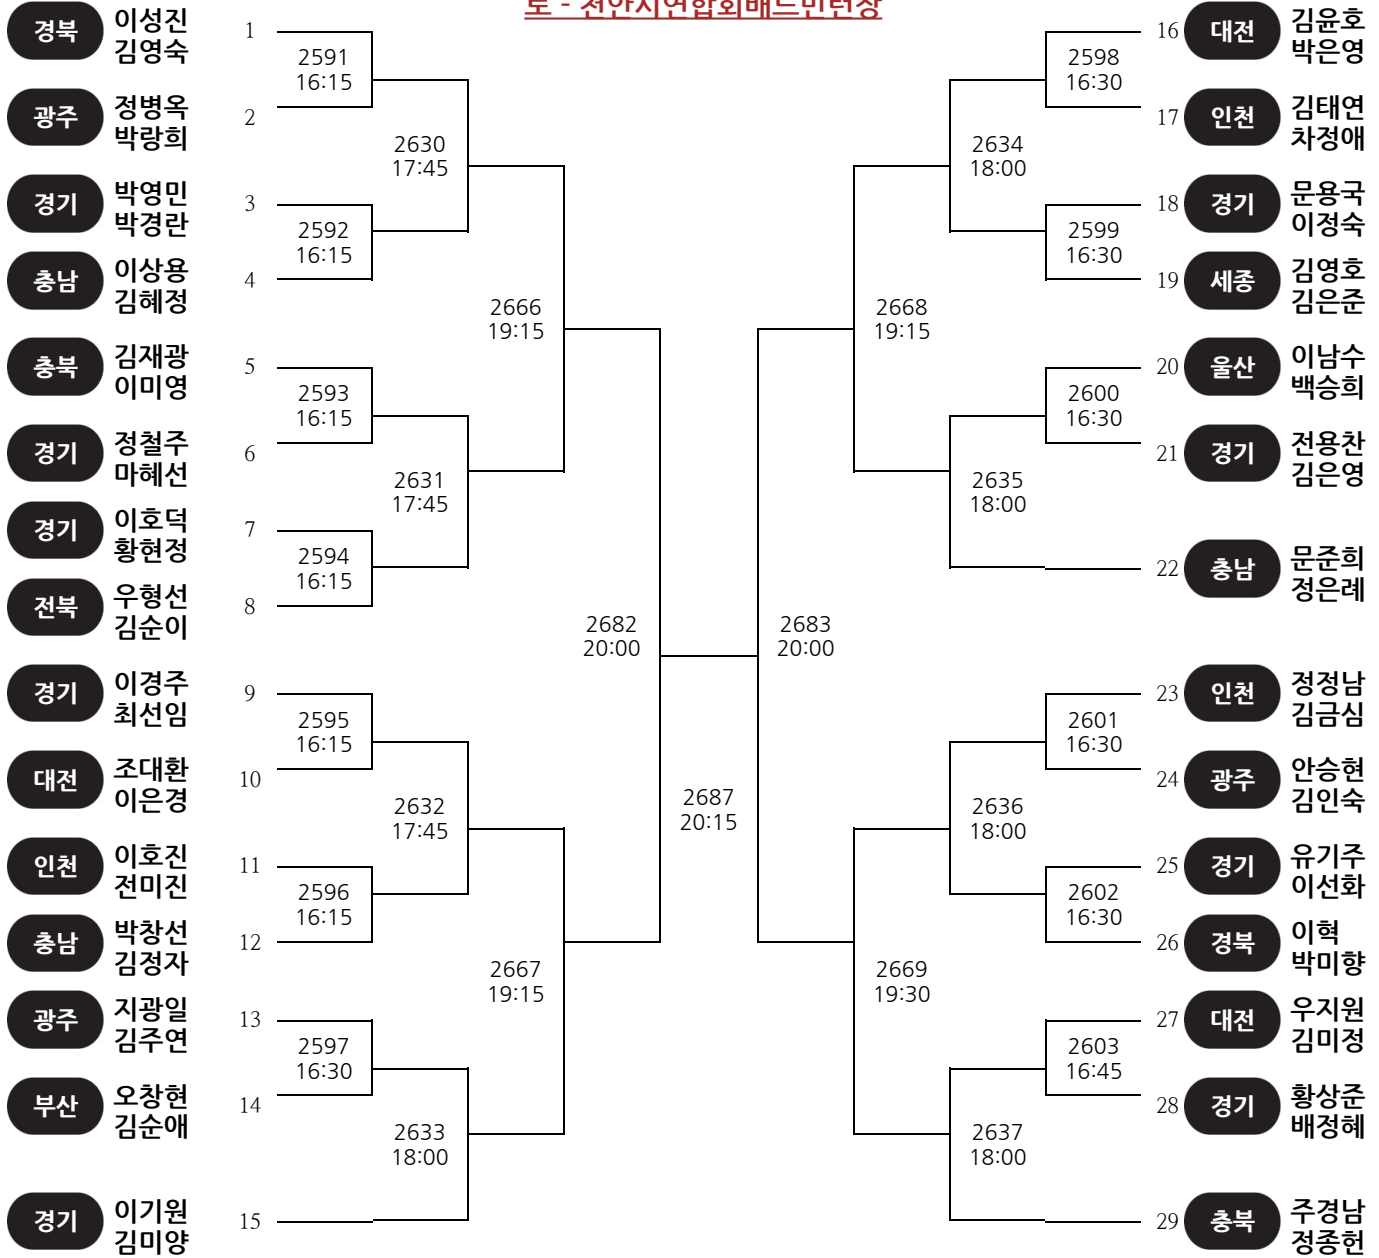 토 - 천안시연합회배드민턴장
경북 이성진 김영숙 1
2591
16:15
광주 정병옥 박랑희 2
2630
17:45
경기 박영민 박경란 3
2592
16:15
충남 이상용 김혜정 4
2666
19:15
충북 김재광 이미영 5
2593
16:15
경기 정철주 마혜선 6
2631
17:45
경기 이호덕 황현정 7
2594
16:15
전북 우형선 김순이 8
2682
20:00
경기 이경주 최선임 9
2595
16:15
대전 조대환 이은경 10
2632
17:45
인천 이호진 전미진 11
2596
16:15
충남 박창선 김정자 12
2667
19:15
광주 지광일 김주연 13
2597
16:30
부산 오창현 김순애 14
2633
18:00
경기 이기원 김미양 15
2687
20:15
16 대전 김윤호 박은영
2598
16:30
17 인천 김태연 차정애
2634
18:00
18 경기 문용국 이정숙
2599
16:30
19 세종 김영호 김은준
2668
19:15
20 울산 이남수 백승희
2600
16:30
21 경기 전용찬 김은영
2635
18:00
22 충남 문준희 정은례
2683
20:00
23 인천 정정남 김금심
2601
16:30
24 광주 안승현 김인숙
2636
18:00
25 경기 유기주 이선화
2602
16:30
26 경북 이혁 박미향
2669
19:30
27 대전 우지원 김미정
2603
16:45
28 경기 황상준 배정혜
2637
18:00
29 충북 주경남 정종헌